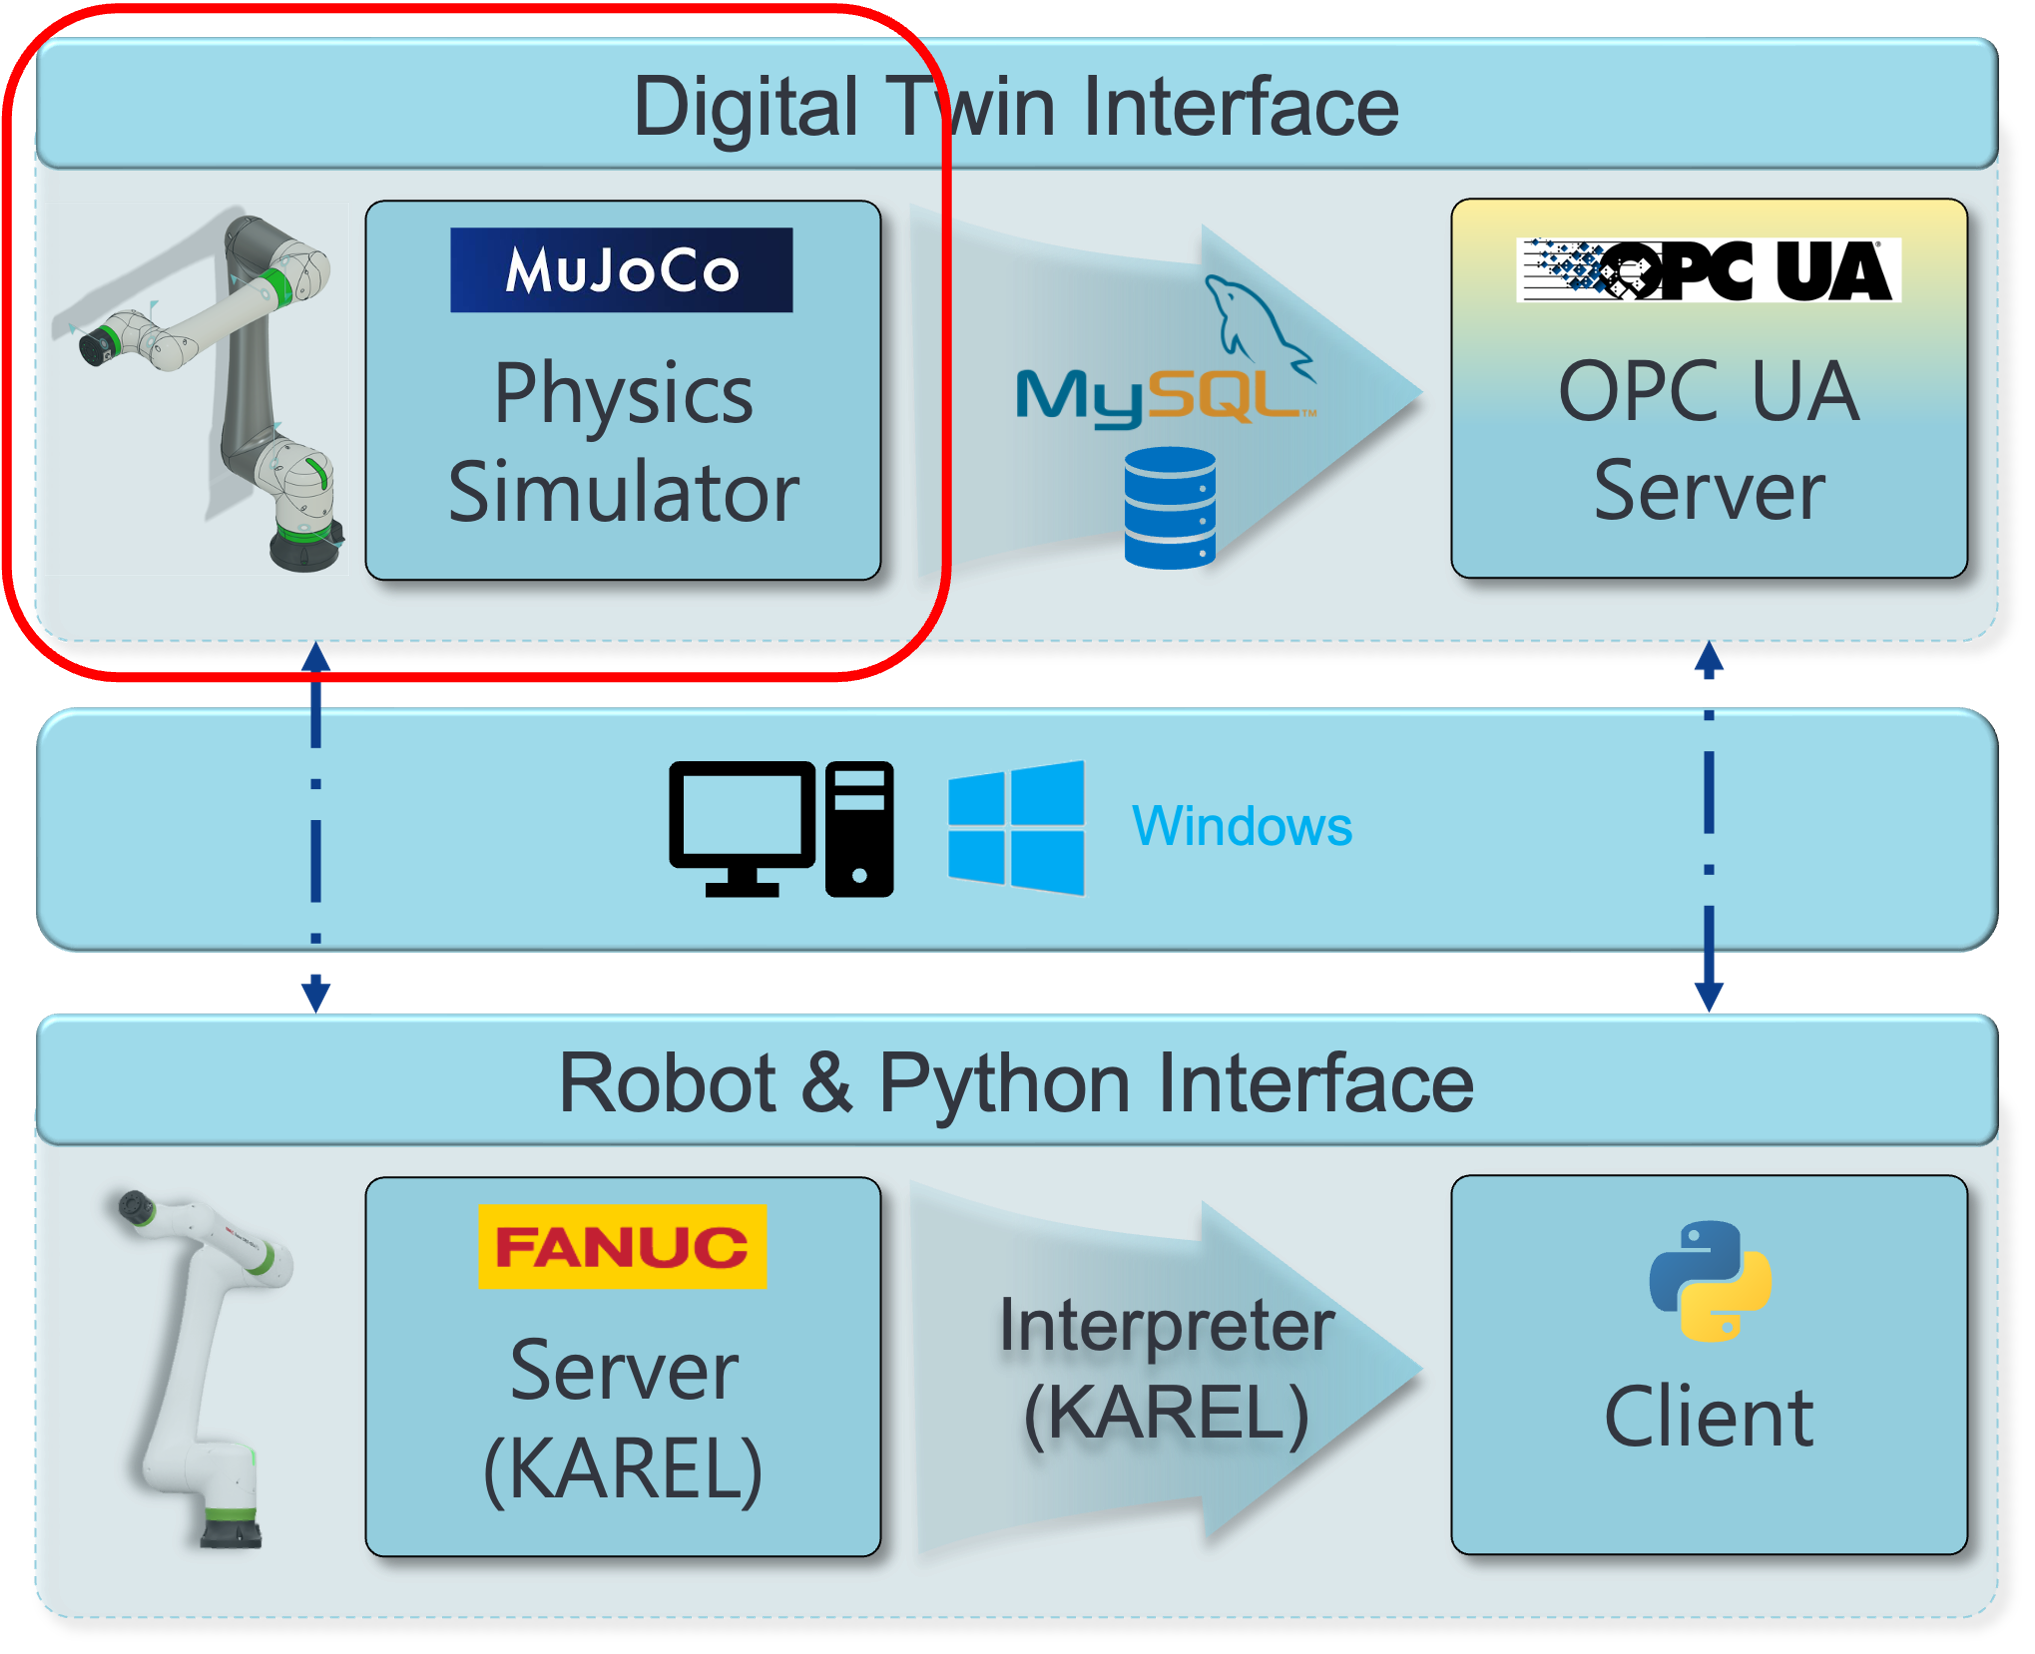 Digital Twin Interface
MuJoCo
Physics
Simulator
MySQL™
OPC UA®
OPC UA
Server
Windows
Robot & Python Interface
FANUC
Server
(KAREL)
Interpreter
(KAREL)
Client